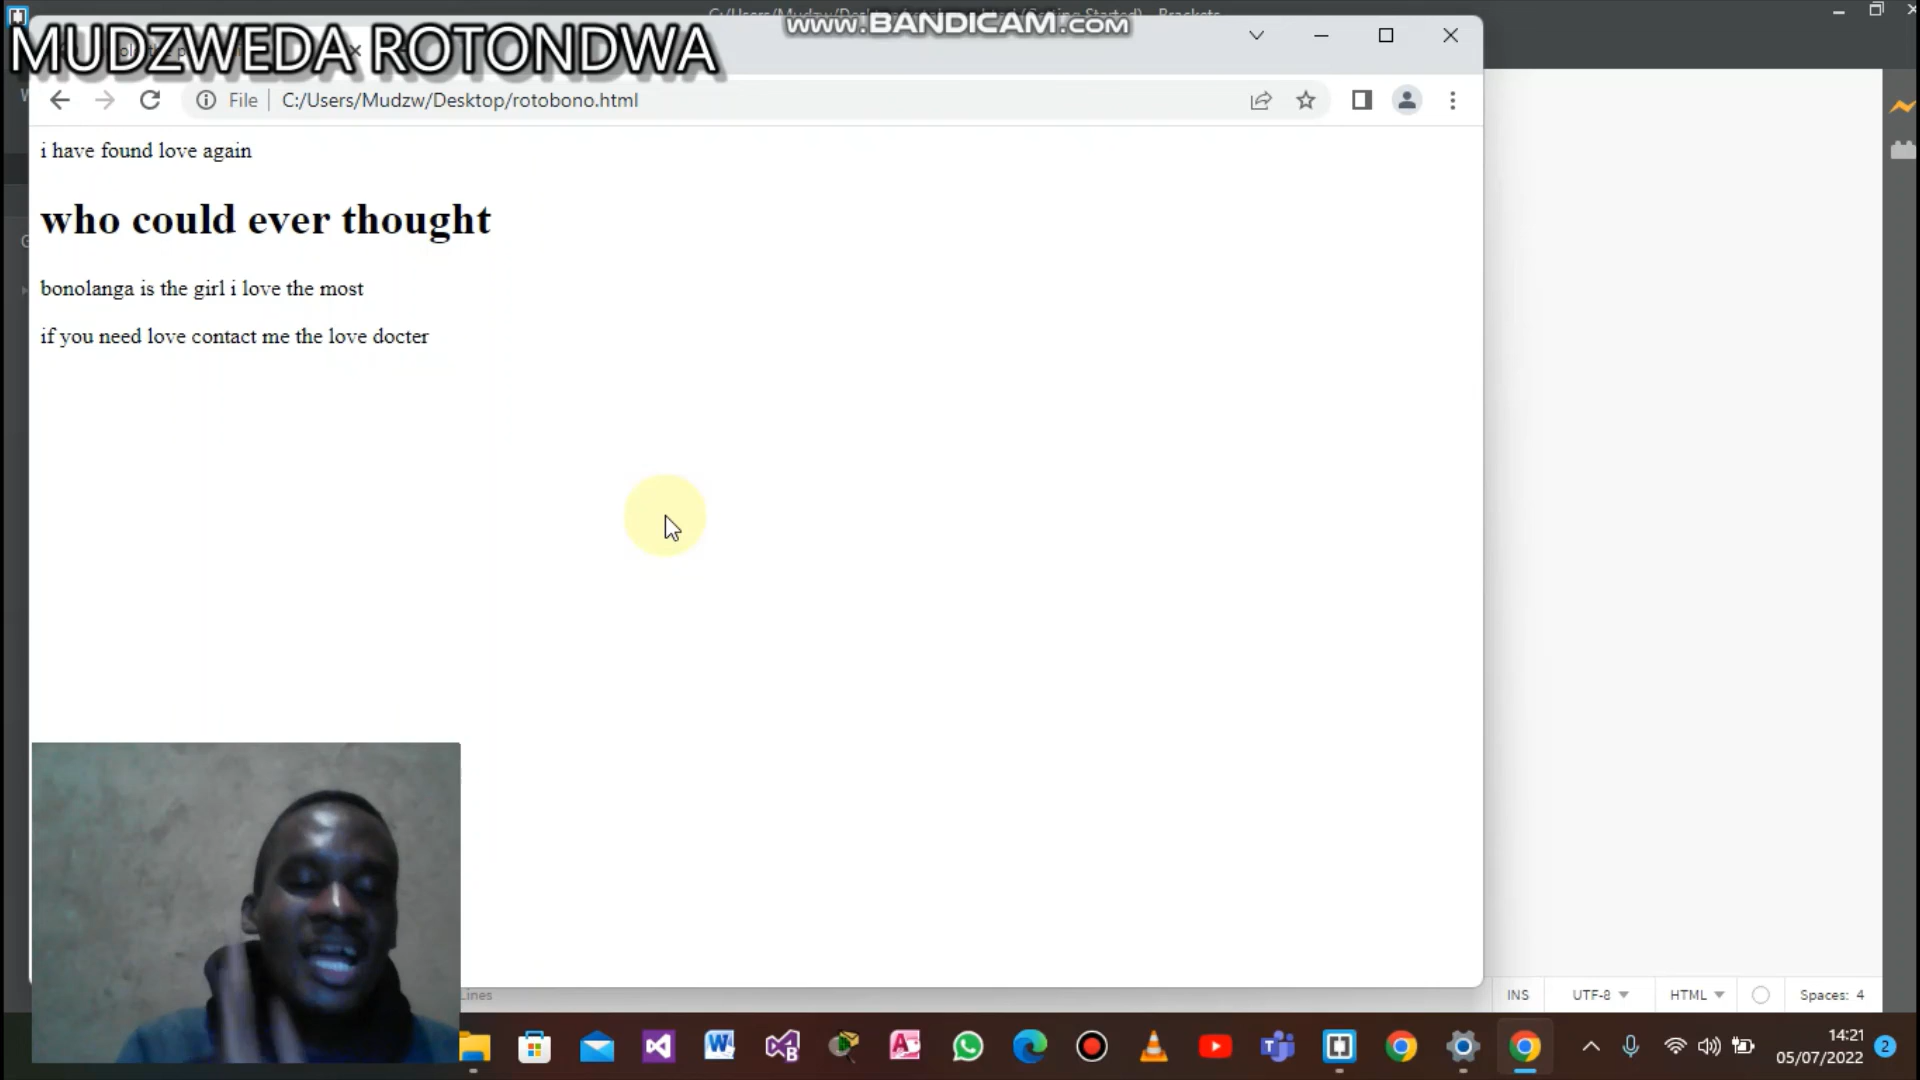 www.BANDICAM.com
MUDZWEDA ROTONDWA
File
C:/Users/Mudzw/Desktop/rotobono.html
i have found love again
who could ever thought
bonolanga is the girl i love the most
if you need love contact me the love docter
Lines
INS
UTF-8
HTML
Spaces: 4
14:21
05/07/2022
2